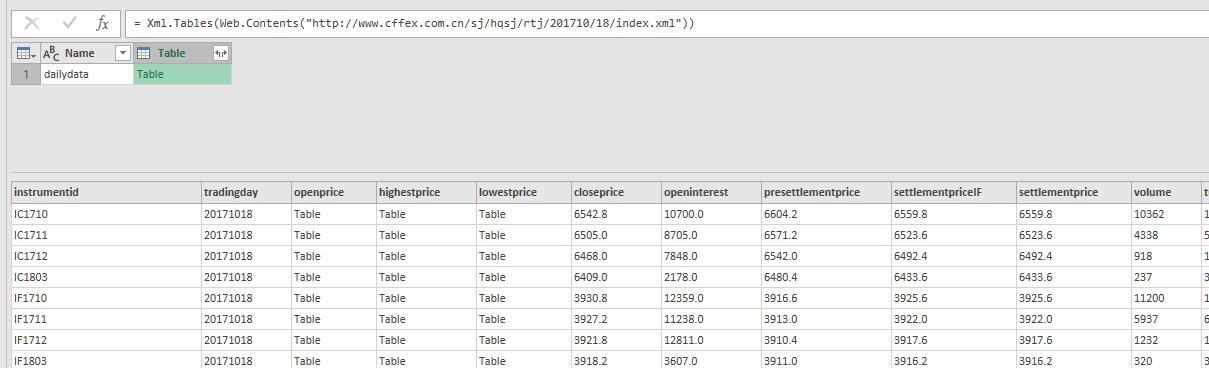 fx = Xml.Tables(Web.Contents("http://www.cffex.com.cn/sj/hqsj/rtj/201710/18/index.xml"))
ABC Name Table
1 dailydata Table
instrumentid tradingday openprice highestprice lowestprice closeprice openinterest presettlementprice settlementpriceIF settlementprice volume
IC1710 20171018 Table Table Table 6542.8 10700.0 6604.2 6559.8 6559.8 10362
IC1711 20171018 Table Table Table 6505.0 8705.0 6571.2 6523.6 6523.6 4338
IC1712 20171018 Table Table Table 6468.0 7848.0 6542.0 6492.4 6492.4 918
IC1803 20171018 Table Table Table 6409.0 2178.0 6480.4 6433.6 6433.6 237
IF1710 20171018 Table Table Table 3930.8 12359.0 3916.6 3925.6 3925.6 11200
IF1711 20171018 Table Table Table 3927.2 11238.0 3913.0 3922.0 3922.0 5937
IF1712 20171018 Table Table Table 3921.8 12811.0 3910.4 3917.6 3917.6 1232
IF1803 20171018 Table Table Table 3918.2 3607.0 3911.0 3916.2 3916.2 320